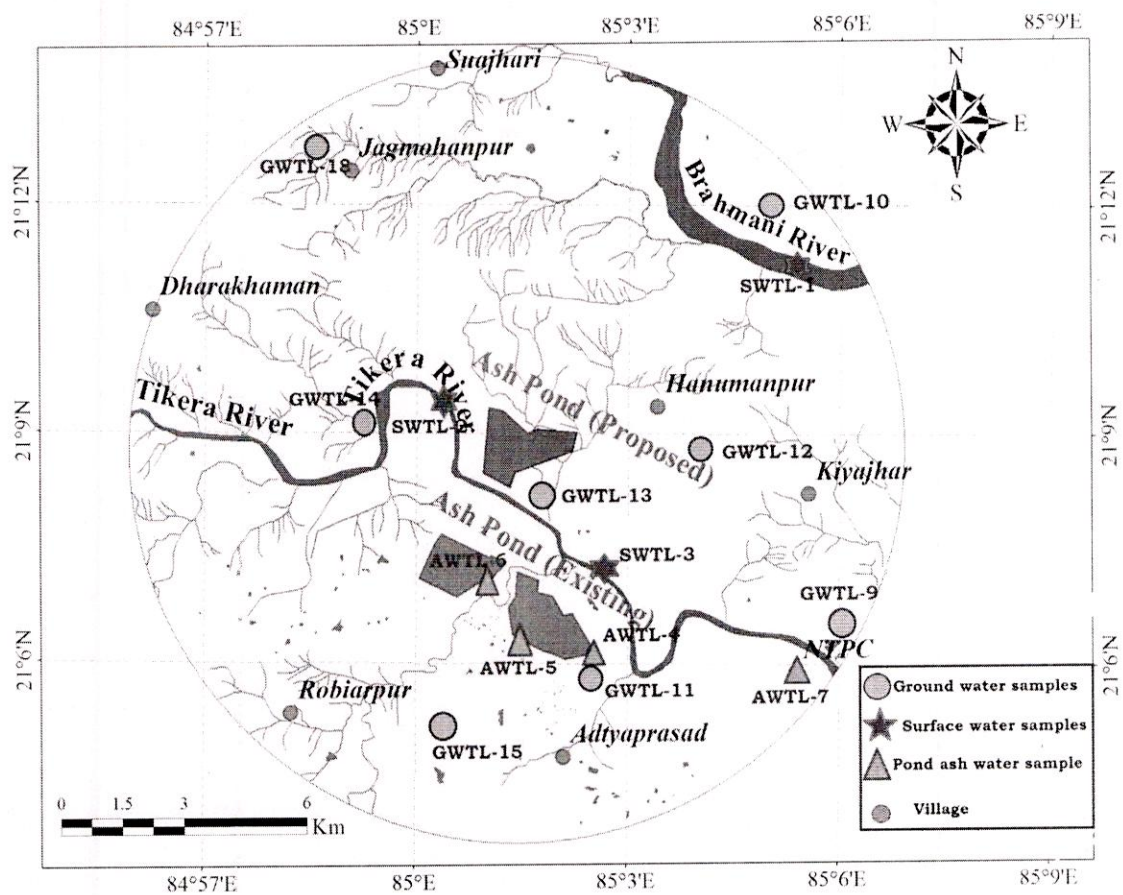 84°57'E 85°E 85°3'E 85°6'E 85°9'E
Suajhari
N
W E
S
Jagmohanpur
GWTL-18
21°12'N
21°12'N
GWTL-10
Brahmani River
SWTL-1
Dharakhaman
Tikera River
Tikera River
GWTL-14
SWTL-2
Ash Pond (Proposed)
Hanumanpur
21°9'N
21°9'N
GWTL-12
Kiyajhar
GWTL-13
Ash Pond (Existing)
AWTL-6
SWTL-3
GWTL-9
AWTL-4
NTPC
21°6'N
21°6'N
AWTL-5
AWTL-7
GWTL-11
Robiarpur
GWTL-15
Adtyaprasad
Ground water samples
Surface water samples
Pond ash water sample
Village
0 1.5 3 6
Km
84°57'E 85°E 85°3'E 85°6'E 85°9'E